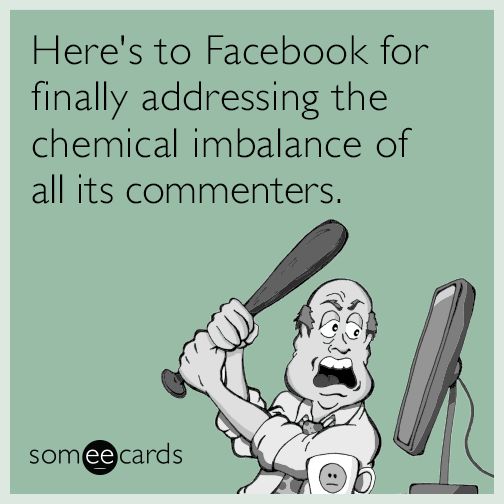 Here's to Facebook for
finally addressing the
chemical imbalance of
all its commenters.
someecards